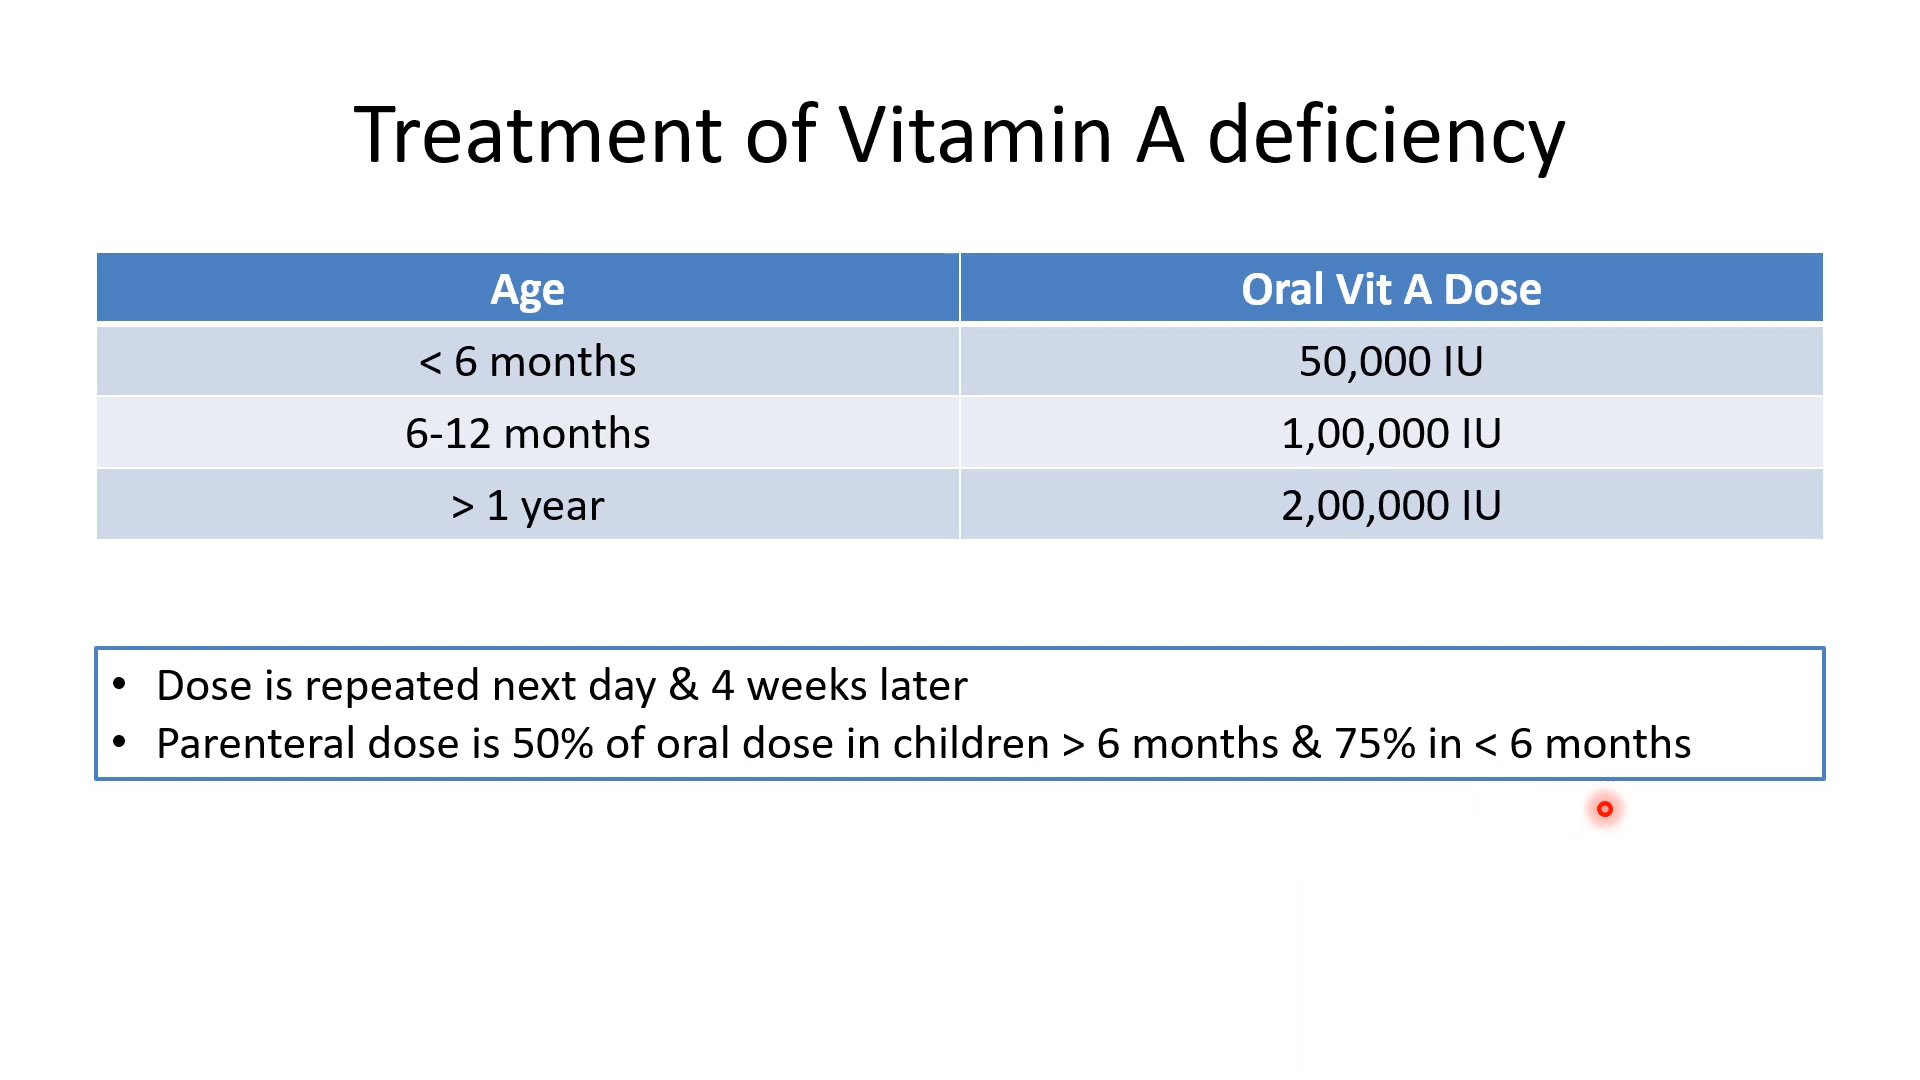 Treatment of Vitamin A deficiency
Age Oral Vit A Dose
< 6 months 50,000 IU
6-12 months 1,00,000 IU
> 1 year 2,00,000 IU
• Dose is repeated next day & 4 weeks later
• Parenteral dose is 50% of oral dose in children > 6 months & 75% in < 6 months